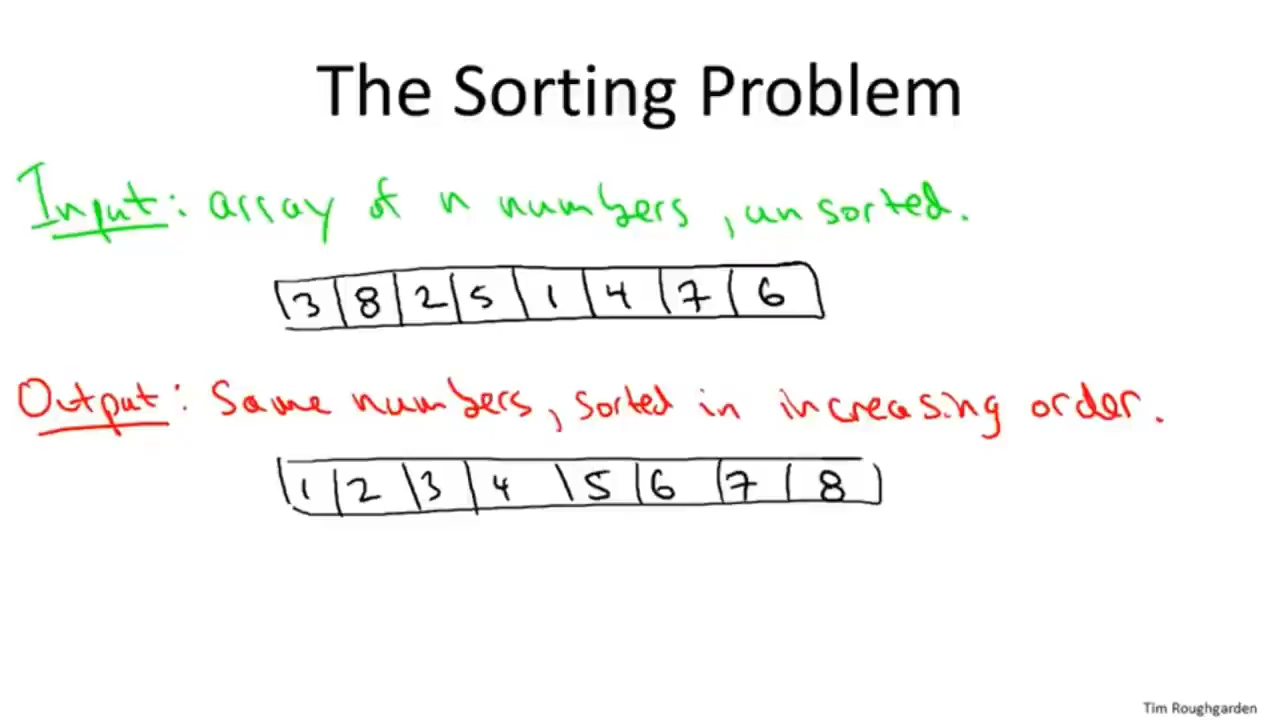 The Sorting Problem
Input: array of n numbers, unsorted.
3 8 2 5 1 4 7 6
Output: Same numbers, sorted in increasing order.
1 2 3 4 5 6 7 8
Tim Roughgarden